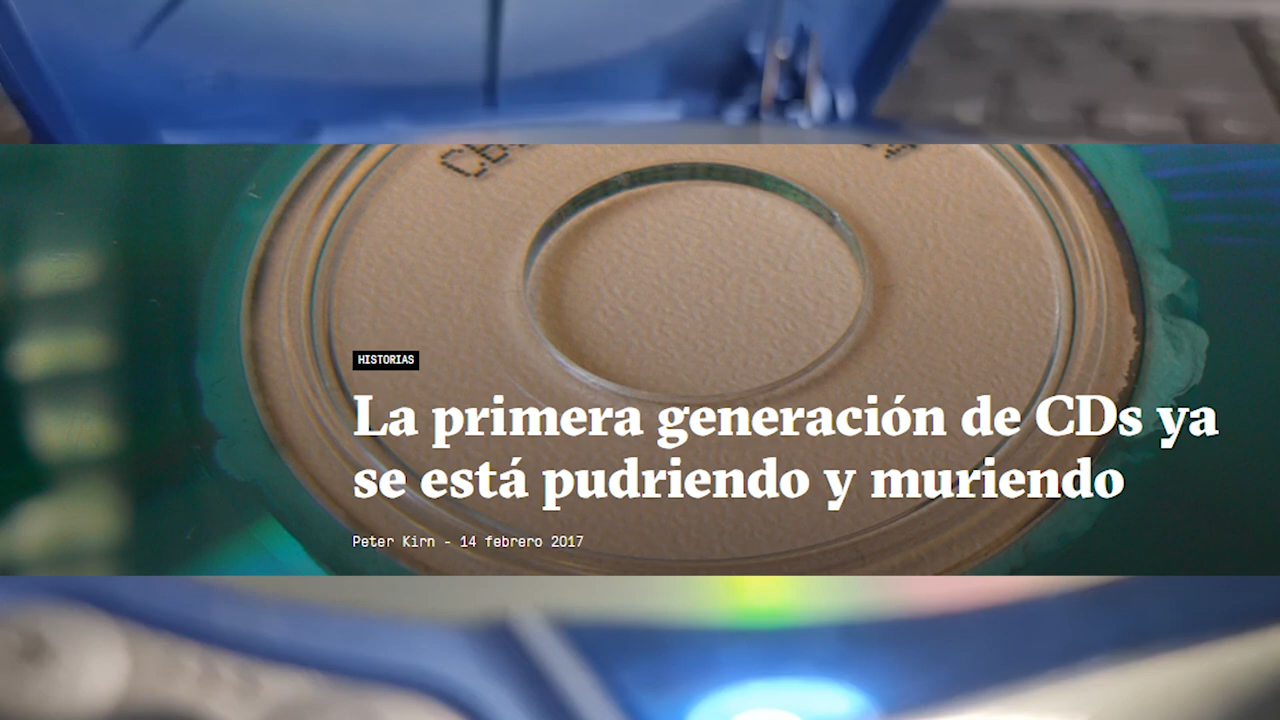 HISTORIAS
La primera generación de CDs ya
se está pudriendo y muriendo
Peter Kirn - 14 febrero 2017